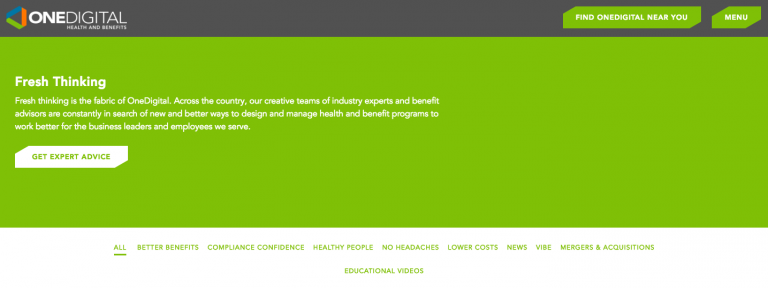 ONEDIGITAL
HEALTH AND BENEFITS
FIND ONEDIGITAL NEAR YOU
MENU
Fresh Thinking
Fresh thinking is the fabric of OneDigital. Across the country, our creative teams of industry experts and benefit
advisors are constantly in search of new and better ways to design and manage health and benefit programs to
work better for the business leaders and employees we serve.
GET EXPERT ADVICE
ALL BETTER BENEFITS COMPLIANCE CONFIDENCE HEALTHY PEOPLE NO HEADACHES LOWER COSTS NEWS VIBE MERGERS & ACQUISITIONS
EDUCATIONAL VIDEOS